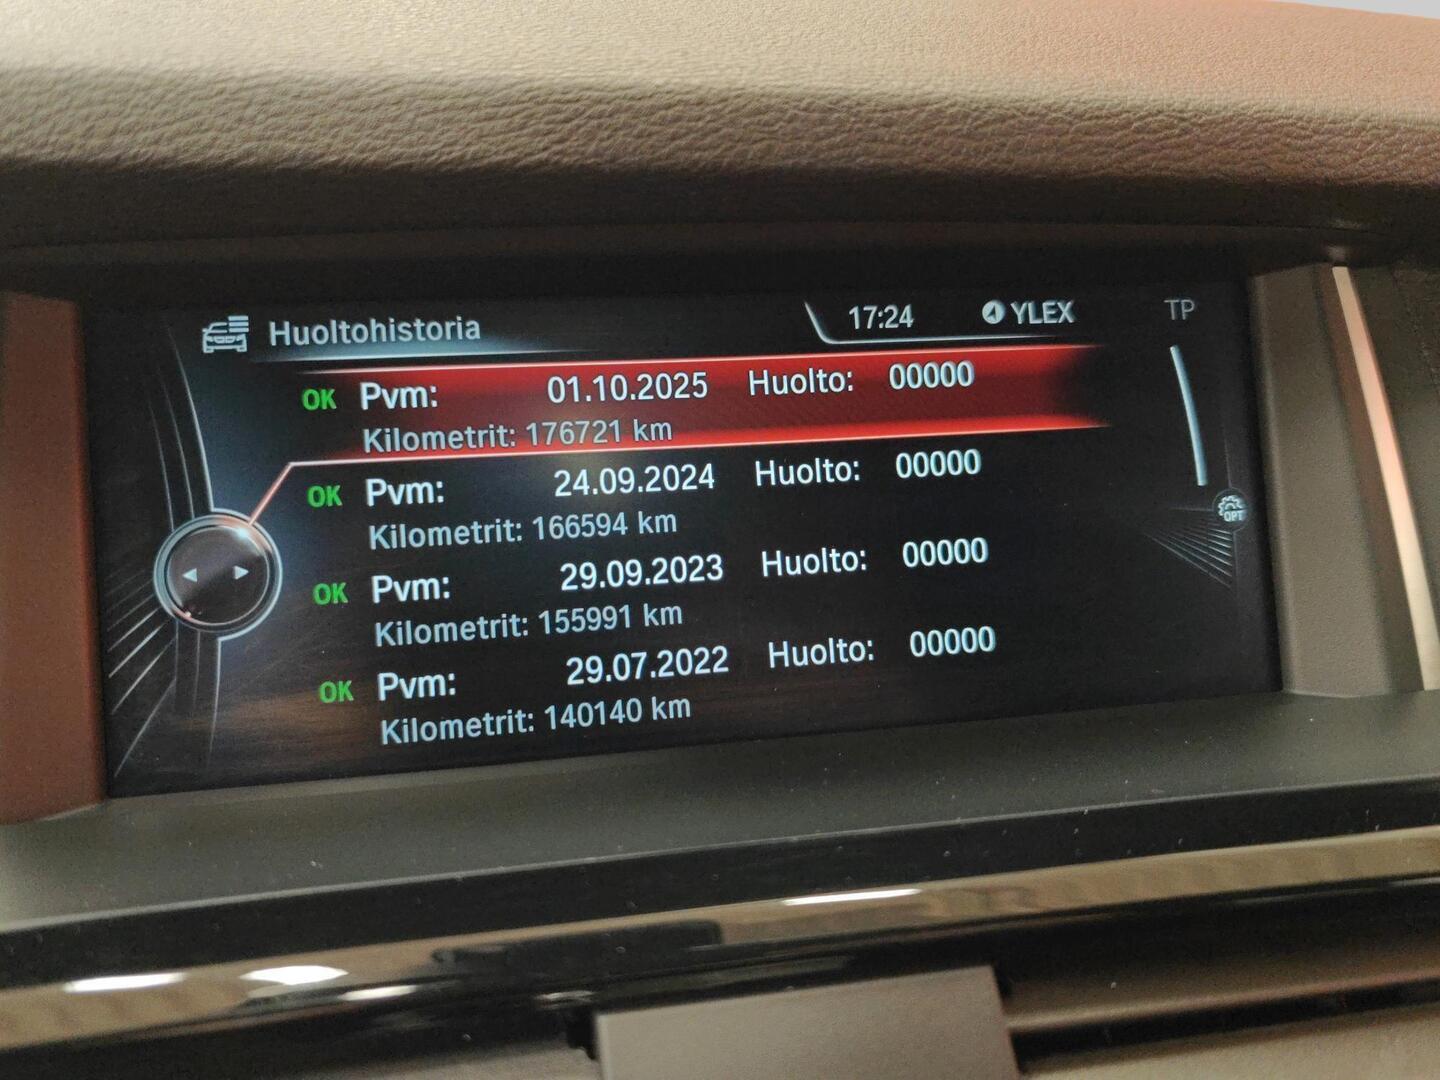 Huoltohistoria 17:24 YLEX TP
OK Pvm: 01.10.2025 Huolto: 00000
Kilometrit: 176721 km
OK Pvm: 24.09.2024 Huolto: 00000
Kilometrit: 166594 km
OPT
OK Pvm: 29.09.2023 Huolto: 00000
Kilometrit: 155991 km
OK Pvm: 29.07.2022 Huolto: 00000
Kilometrit: 140140 km